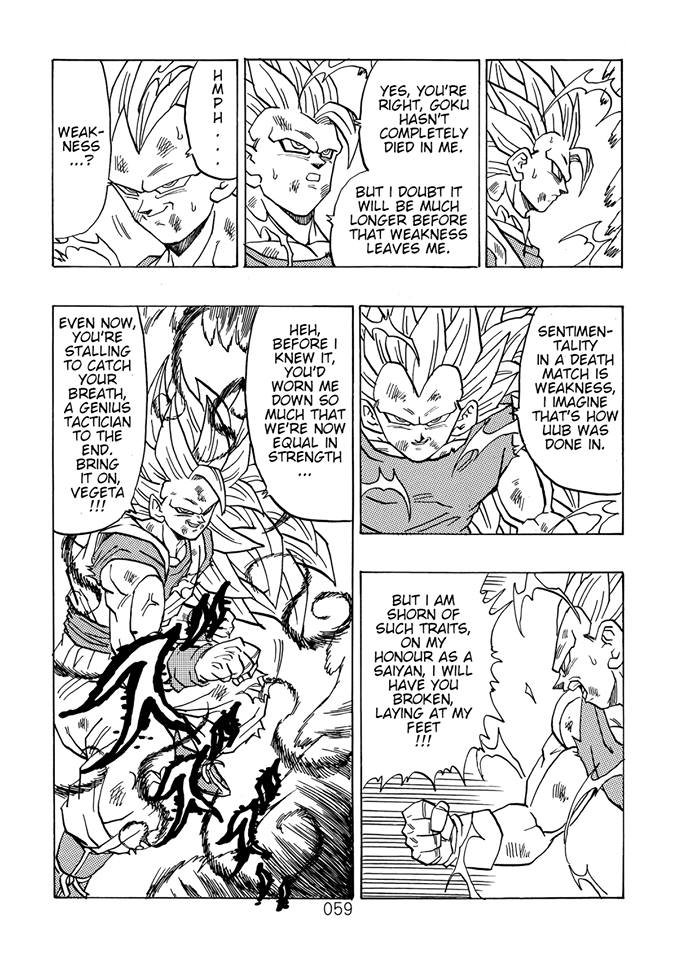 YES, YOU'RE
RIGHT, GOKU
HASN'T
COMPLETELY
DIED IN ME.
BUT I DOUBT IT
WILL BE MUCH
LONGER BEFORE
THAT WEAKNESS
LEAVES ME.
HMPH...
WEAK-
NESS
...?
SENTIMEN-
TALITY
IN A DEATH
MATCH IS
WEAKNESS,
I IMAGINE
THAT'S HOW
UUB WAS
DONE IN.
BUT I AM
SHORN OF
SUCH TRAITS,
ON MY
HONOUR AS A
SAIYAN, I WILL
HAVE YOU
BROKEN,
LAYING AT MY
FEET
!!!
HEH,
BEFORE I
KNEW IT,
YOU'D
WORN ME
DOWN SO
MUCH THAT
WE'RE NOW
EQUAL IN
STRENGTH
...
EVEN NOW,
YOU'RE
STALLING
TO CATCH
YOUR
BREATH,
A GENIUS
TACTICIAN
TO THE
END.
BRING
IT ON,
VEGETA
!!!
059